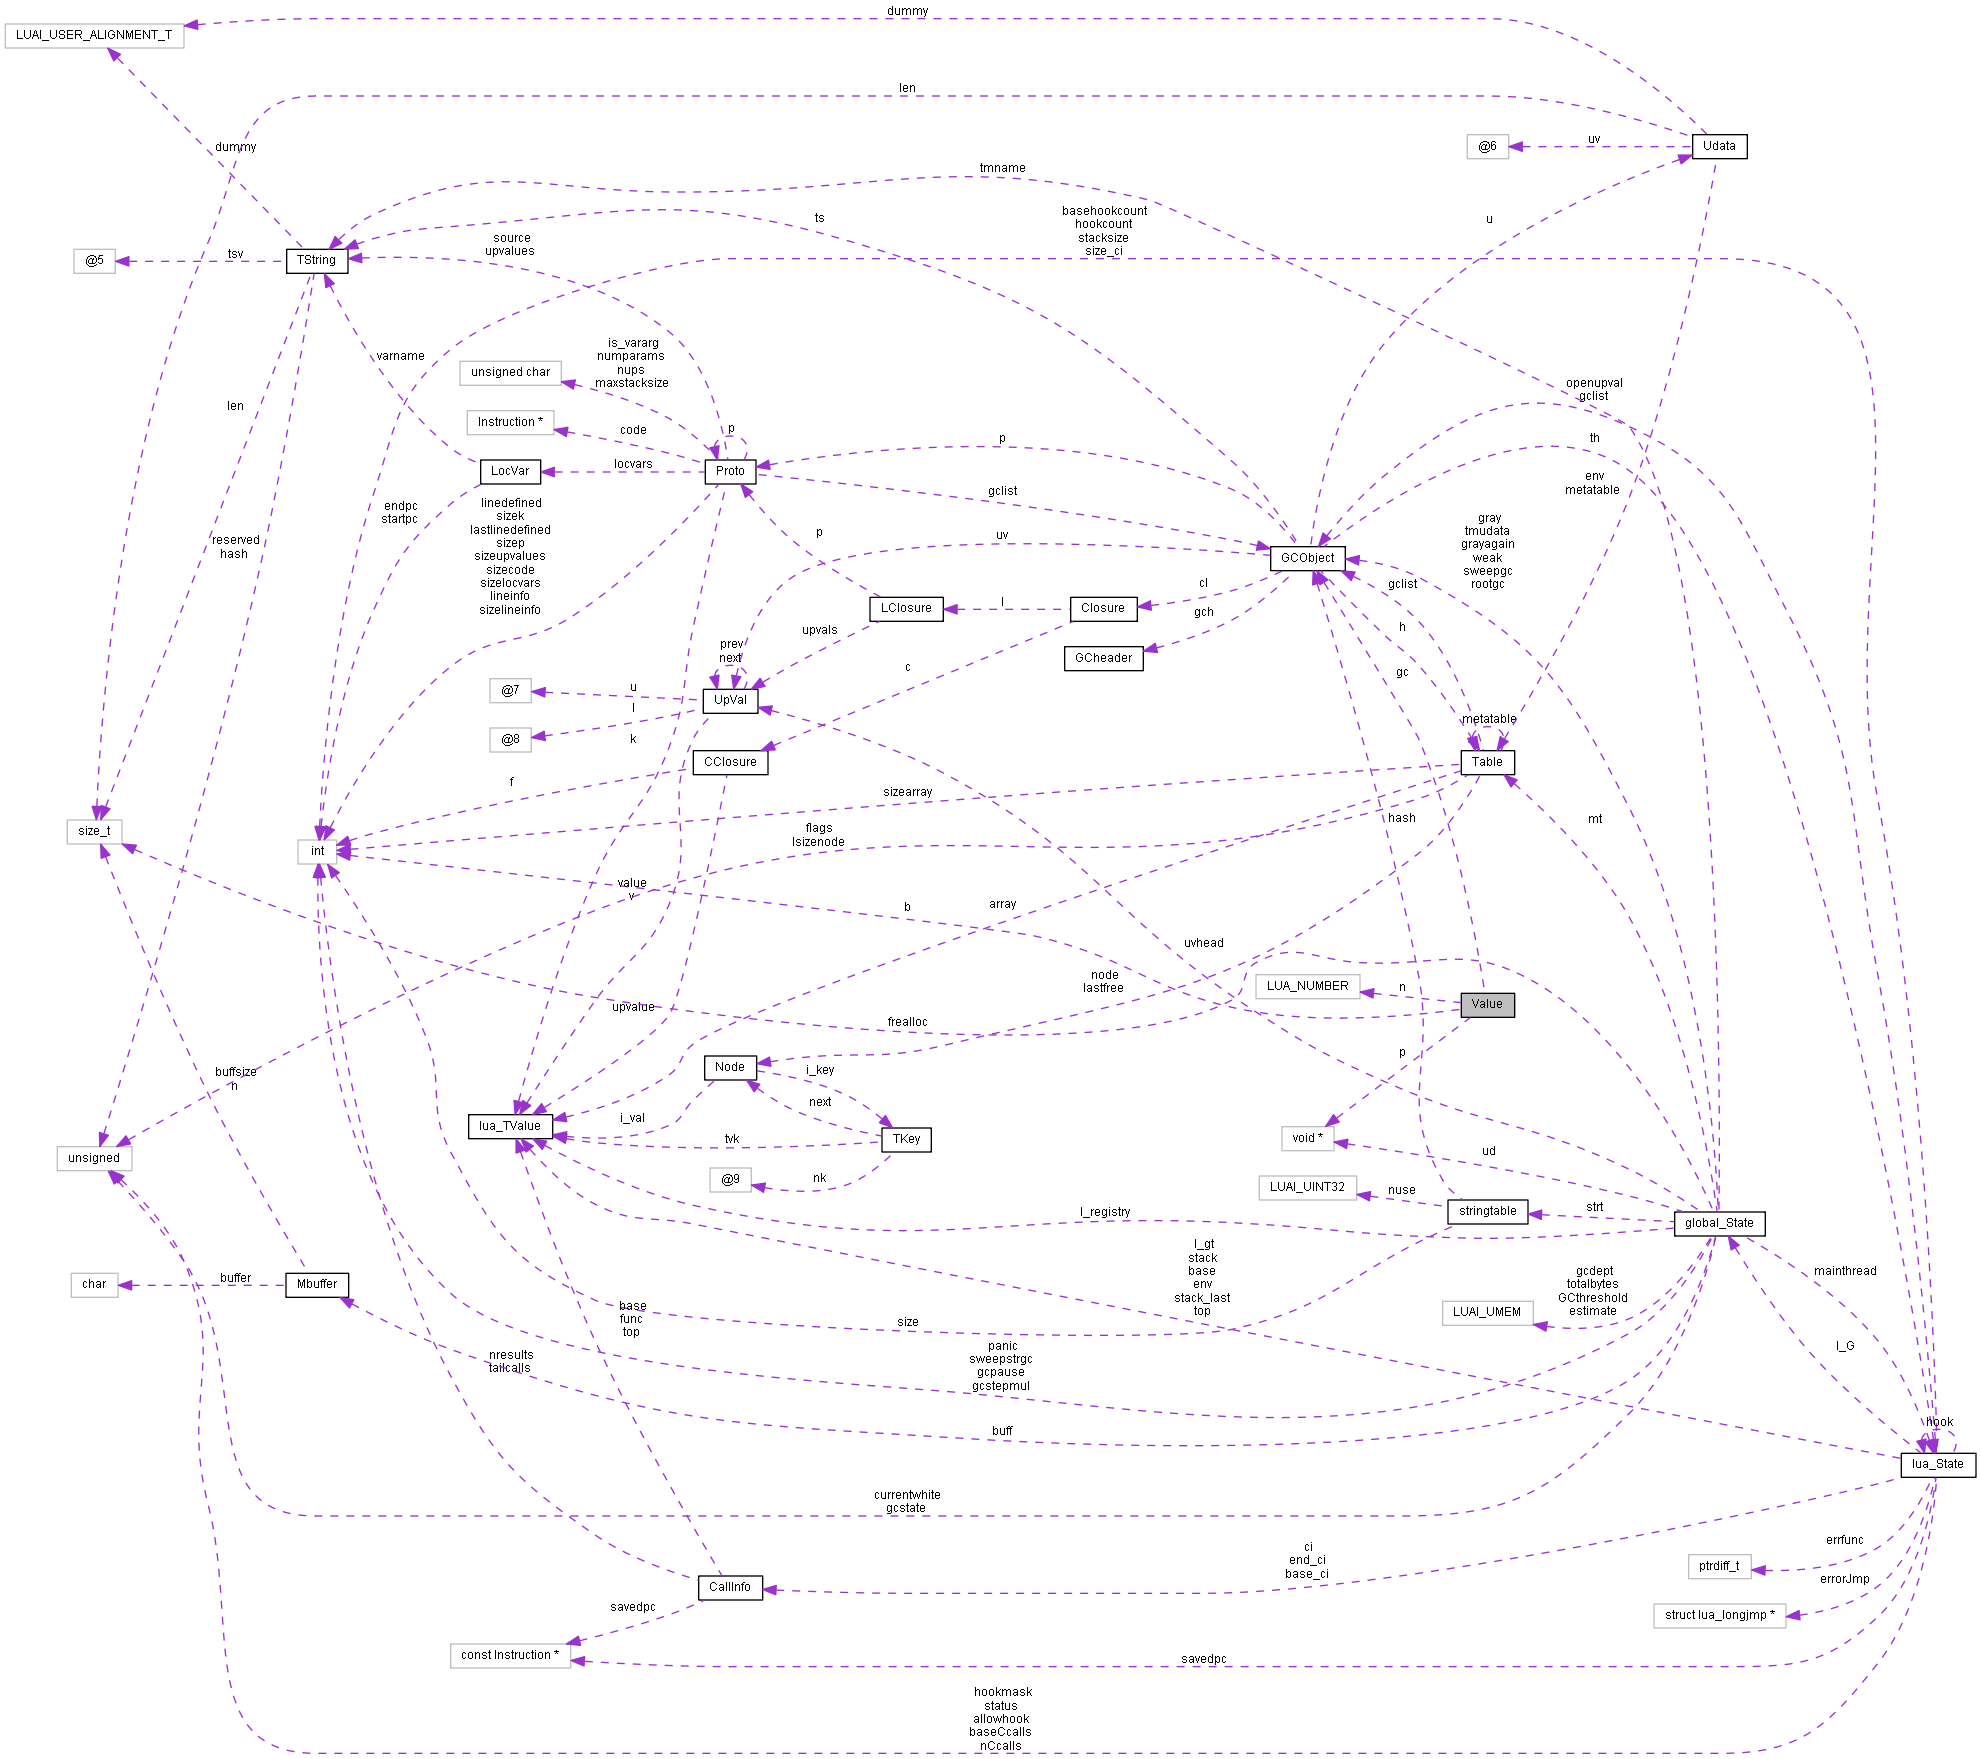 dummy
LUAI_USER_ALIGNMENT_T
len
dummy
@6
uv
Udata
tmname
ts
basehookcount
hookcount
stacksize
size_ci
u
source
upvalues
@5
tsv
TString
varname
is_vararg
numparams
nups
maxstacksize
unsigned char
openupval
gclist
len
Instruction *
code
p
p
th
LocVar
locvars
Proto
env
metatable
gclist
endpc
startpc
linedefined
sizek
lastlinedefined
sizep
sizeupvalues
sizecode
sizelocvars
lineinfo
sizelineinfo
gray
tmudata
grayagain
weak
sweepgc
rootgc
reserved
hash
p
uv
GCObject
cl
gclist
LClosure
l
Closure
gch
upvals
h
prev
next
GCheader
c
gc
@7
u
UpVal
l
@8
k
metatable
CClosure
Table
f
sizearray
size_t
int
flags
lsizenode
hash
mt
value
v
b
array
uvhead
node
lastfree
LUA_NUMBER
n
Value
upvalue
frealloc
p
buffsize
n
Node
i_key
next
i_val
lua_TValue
tvk
TKey
void *
ud
unsigned
@9
nk
LUAI_UINT32
nuse
stringtable
strt
global_State
l_registry
l_gt
stack
base
env
stack_last
top
mainthread
char
buffer
Mbuffer
gcdept
totalbytes
GCthreshold
estimate
LUAI_UMEM
base
func
top
size
nresults
tailcalls
panic
sweepstrgc
gcpause
gcstepmul
l_G
buff
hook
lua_State
currentwhite
gcstate
ci
end_ci
base_ci
errfunc
ptrdiff_t
CallInfo
errorJmp
savedpc
struct lua_longjmp *
const Instruction *
savedpc
hookmask
status
allowhook
baseCcalls
nCcalls